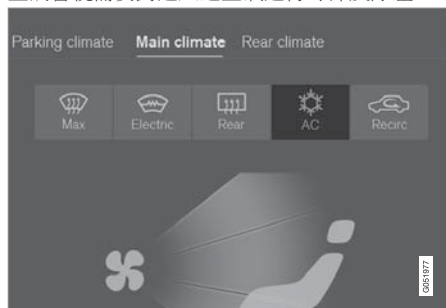 Parking climate Main climate Rear climate
Max Electric Rear AC Recirc
G051977